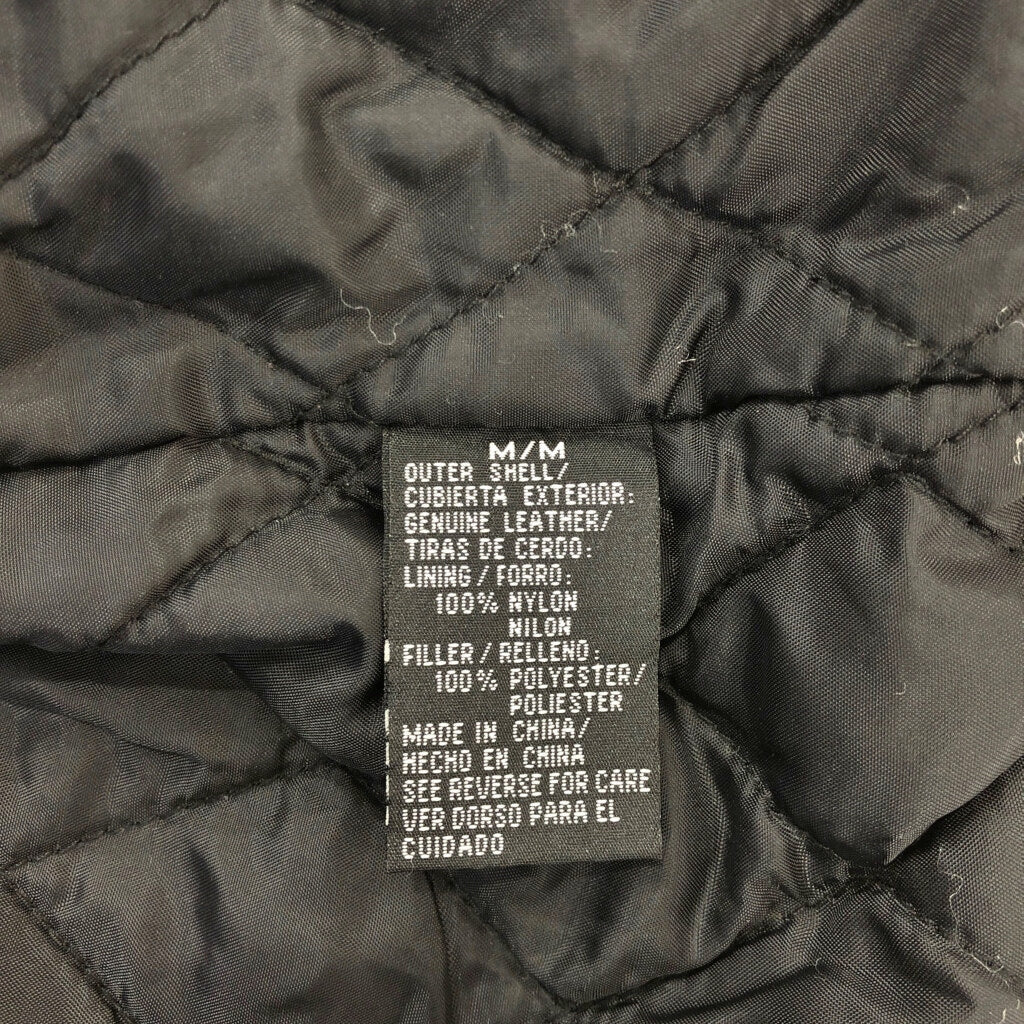 M/M
OUTER SHELL/
CUBIERTA EXTERIOR:
GENUINE LEATHER/
TIRAS DE CERDO:
LINING/FORRO:
100% NYLON
NILON
FILLER/RELLENO:
100% POLYESTER/
POLIESTER
MADE IN CHINA/
HECHO EN CHINA
SEE REVERSE FOR CARE
VER DORSO PARA EL
CUIDADO